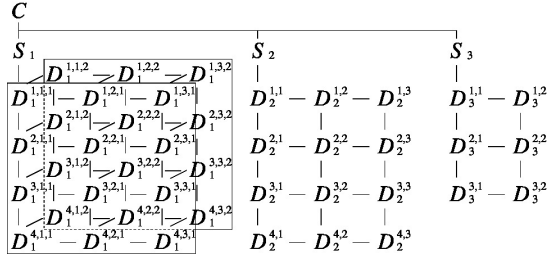 C
S₁ S₂ S₃
D₁^{1,1,2} D₁^{1,2,2} D₁^{1,3,2}
D₁^{1,1,1} D₁^{1,2,1} D₁^{1,3,1} D₂^{1,1} D₂^{1,2} D₂^{1,3} D₃^{1,1} D₃^{1,2}
D₁^{2,1,2} D₁^{2,2,2} D₁^{2,3,2}
D₁^{2,1,1} D₁^{2,2,1} D₁^{2,3,1} D₂^{2,1} D₂^{2,2} D₂^{2,3} D₃^{2,1} D₃^{2,2}
D₁^{3,1,2} D₁^{3,2,2} D₁^{3,3,2}
D₁^{3,1,1} D₁^{3,2,1} D₁^{3,3,1} D₂^{3,1} D₂^{3,2} D₂^{3,3} D₃^{3,1} D₃^{3,2}
D₁^{4,1,2} D₁^{4,2,2} D₁^{4,3,2}
D₁^{4,1,1} D₁^{4,2,1} D₁^{4,3,1} D₂^{4,1} D₂^{4,2} D₂^{4,3}